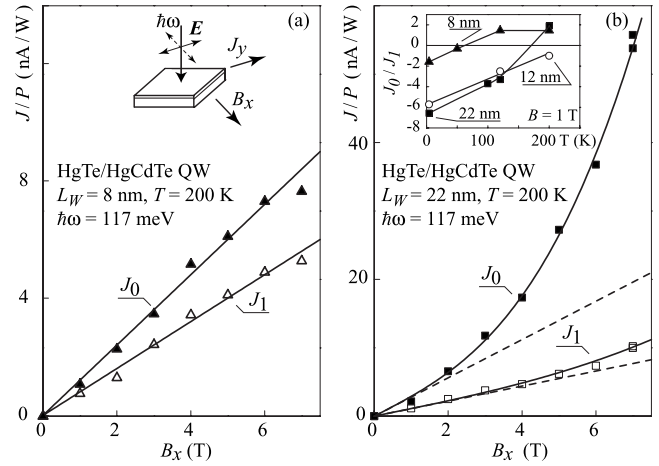 (a)
J/P (nA/W)
ħω
E
J_y
B_x
HgTe/HgCdTe QW
L_W = 8 nm, T = 200 K
ħω = 117 meV
J_0
J_1
8
4
0
0 2 4 6
B_x (T)
(b)
J/P (nA/W)
J_0/J_1
2
0
-2
-4
-6
-8
8 nm
12 nm
22 nm
B = 1 T
0 100 200 T (K)
HgTe/HgCdTe QW
L_W = 22 nm, T = 200 K
ħω = 117 meV
J_0
J_1
40
20
0
0 2 4 6
B_x (T)